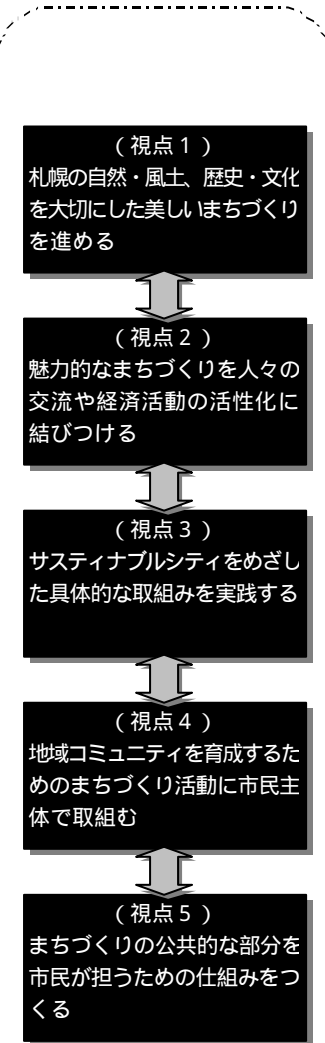 （視点１）
札幌の自然・風土、歴史・文化
を大切にした美しいまちづくり
を進める
（視点２）
魅力的なまちづくりを人々の
交流や経済活動の活性化に
結びつける
（視点３）
サスティナブルシティをめざし
た具体的な取組みを実践する
（視点４）
地域コミュニティを育成するた
めのまちづくり活動に市民主
体で取組む
（視点５）
まちづくりの公共的な部分を
市民が担うための仕組みをつ
くる